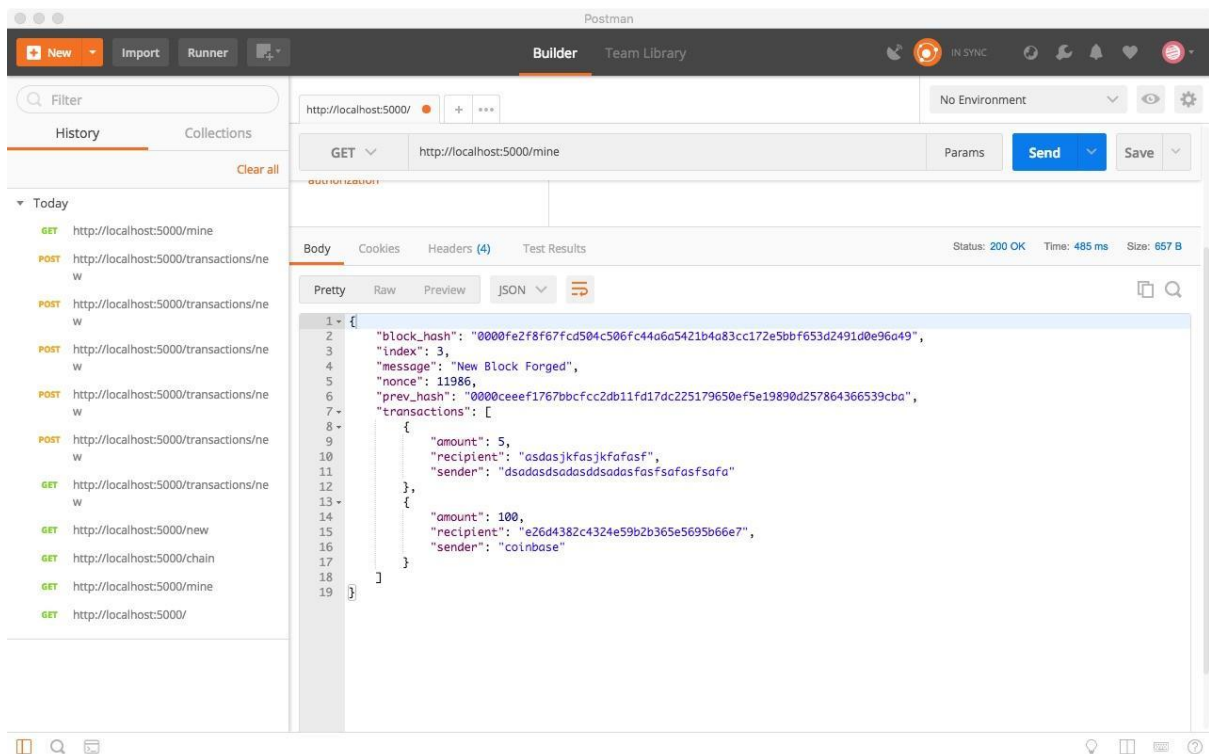 Postman
New
Import
Runner
Builder
Team Library
IN SYNC
Filter
History
Collections
Clear all
Today
GET http://localhost:5000/mine
POST http://localhost:5000/transactions/ne
w
POST http://localhost:5000/transactions/ne
w
POST http://localhost:5000/transactions/ne
w
POST http://localhost:5000/transactions/ne
w
POST http://localhost:5000/transactions/ne
w
GET http://localhost:5000/transactions/ne
w
GET http://localhost:5000/new
GET http://localhost:5000/chain
GET http://localhost:5000/mine
GET http://localhost:5000/
http://localhost:5000/
No Environment
GET http://localhost:5000/mine
Params
Send
Save
authorization
Body Cookies Headers (4) Test Results
Status: 200 OK Time: 485 ms Size: 657 B
Pretty Raw Preview JSON
1 {
2 "block_hash": "0000fe2f8f67fcd504c506fc44a6a5421b4a83cc172e5bbf653d2491d0e96a49",
3 "index": 3,
4 "message": "New Block Forged",
5 "nonce": 11986,
6 "prev_hash": "0000ceeef1767bbcfcc2db11fd17dc225179650ef5e19890d257864366539cba",
7 "transactions": [
8 {
9 "amount": 5,
10 "recipient": "asdasjkfasjkfafasf",
11 "sender": "dsadasdsadasddsadasfasfsafasfsafa"
12 },
13 {
14 "amount": 100,
15 "recipient": "e26d4382c4324e59b2b365e5695b66e7",
16 "sender": "coinbase"
17 }
18 ]
19 }